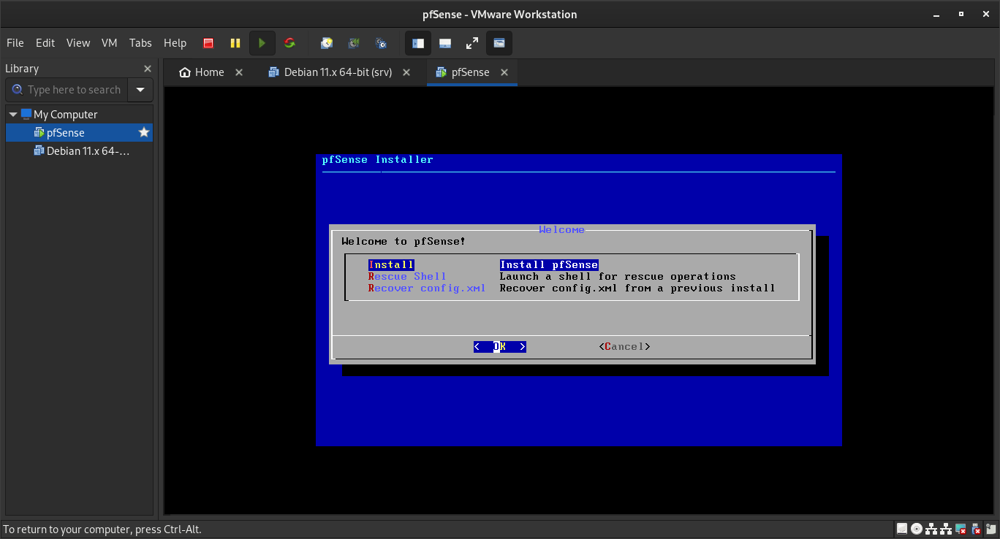 pfSense - VMware Workstation
File Edit View VM Tabs Help
Library
Type here to search
My Computer
pfSense
Debian 11.x 64-...
Home
Debian 11.x 64-bit (srv)
pfSense
pfSense Installer
Welcome
Welcome to pfSense!
Install Install pfSense
Rescue Shell Launch a shell for rescue operations
Recover config.xml Recover config.xml from a previous install
< OK > <Cancel>
To return to your computer, press Ctrl-Alt.